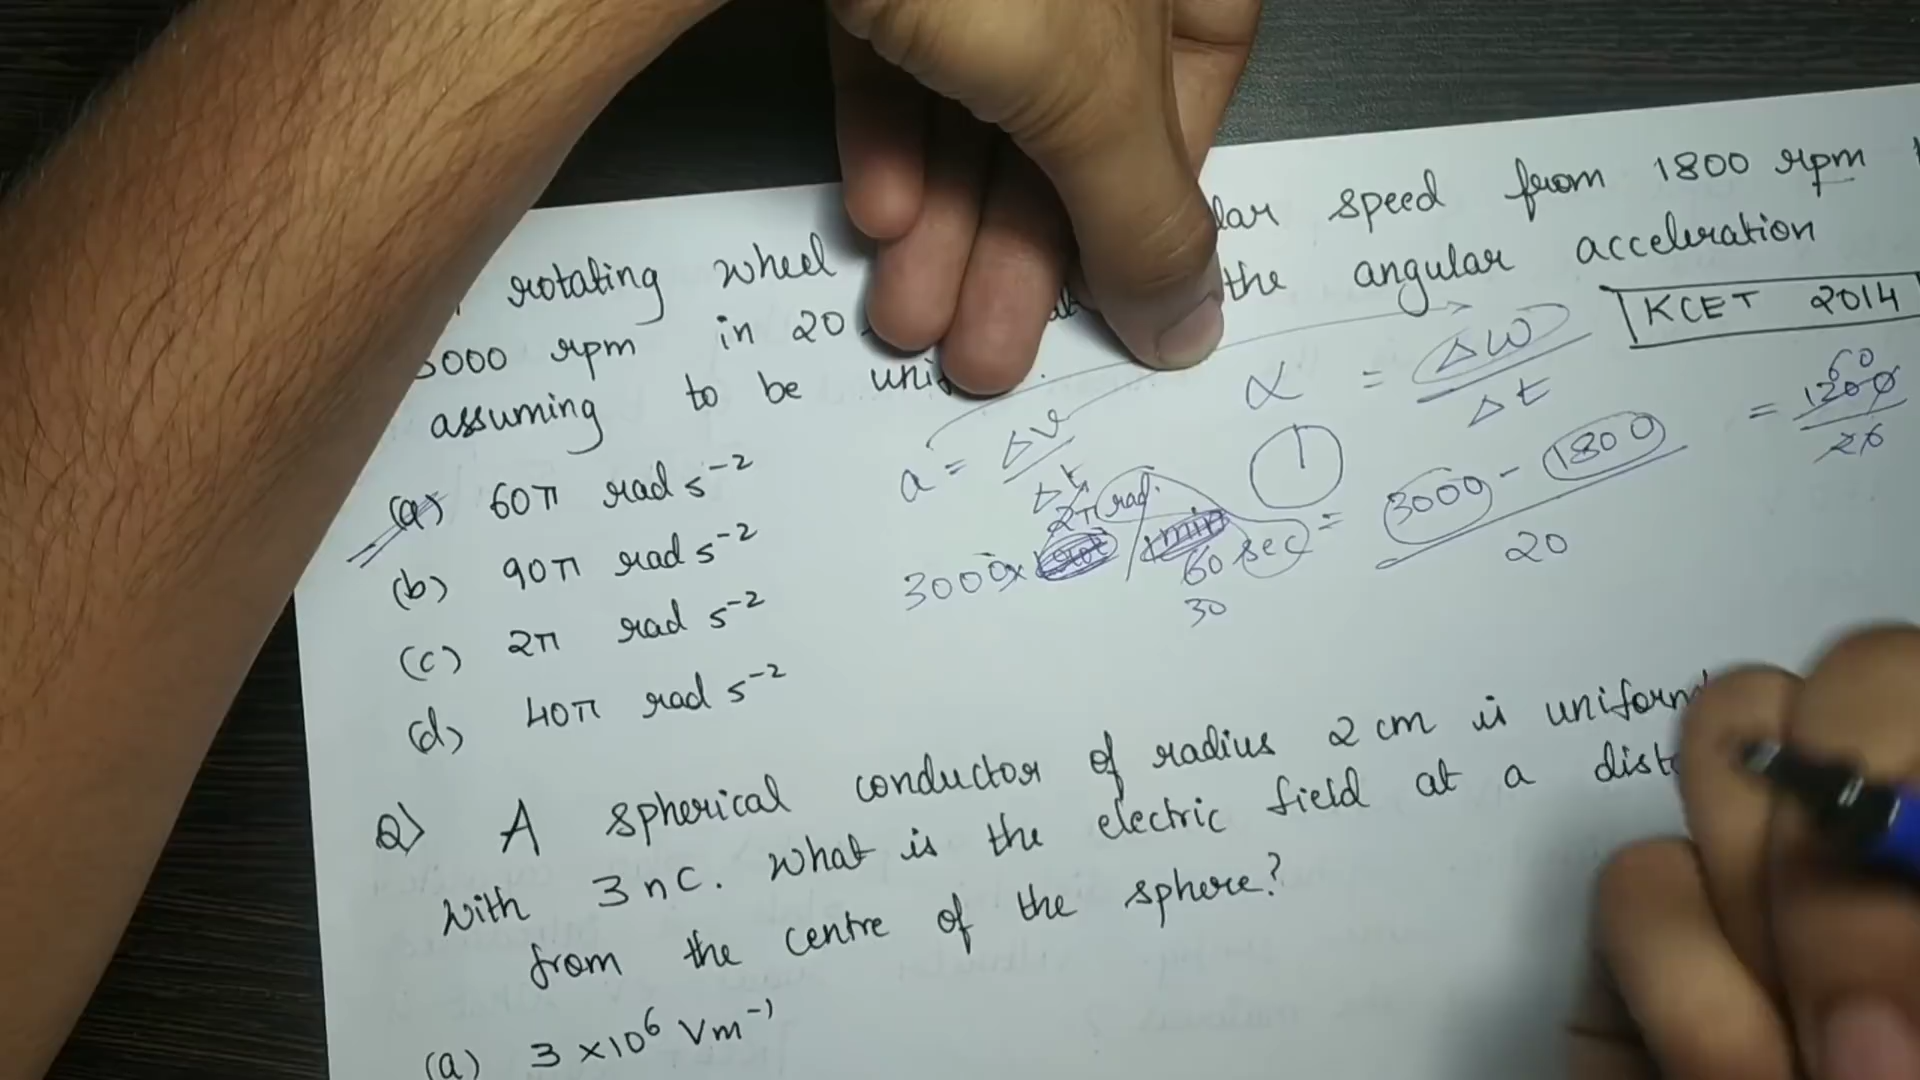 rotating wheel lar speed from 1800 rpm
3000 rpm in 20 the angular acceleration
assuming to be uni
KCET 2014
(a) 60π rad s⁻²
(b) 90π rad s⁻²
(c) 2π rad s⁻²
(d) 40π rad s⁻²
a = Δv / Δt
α = Δω / Δt
= 3000 - 1800 / 20
= 1200 / 20
60
3000 × 2π rad / 60 sec
1 min
30
Q) A spherical conductor of radius 2 cm is uniform
with 3 nC. What is the electric field at a dist
from the centre of the sphere?
(a) 3 × 10⁶ Vm⁻¹